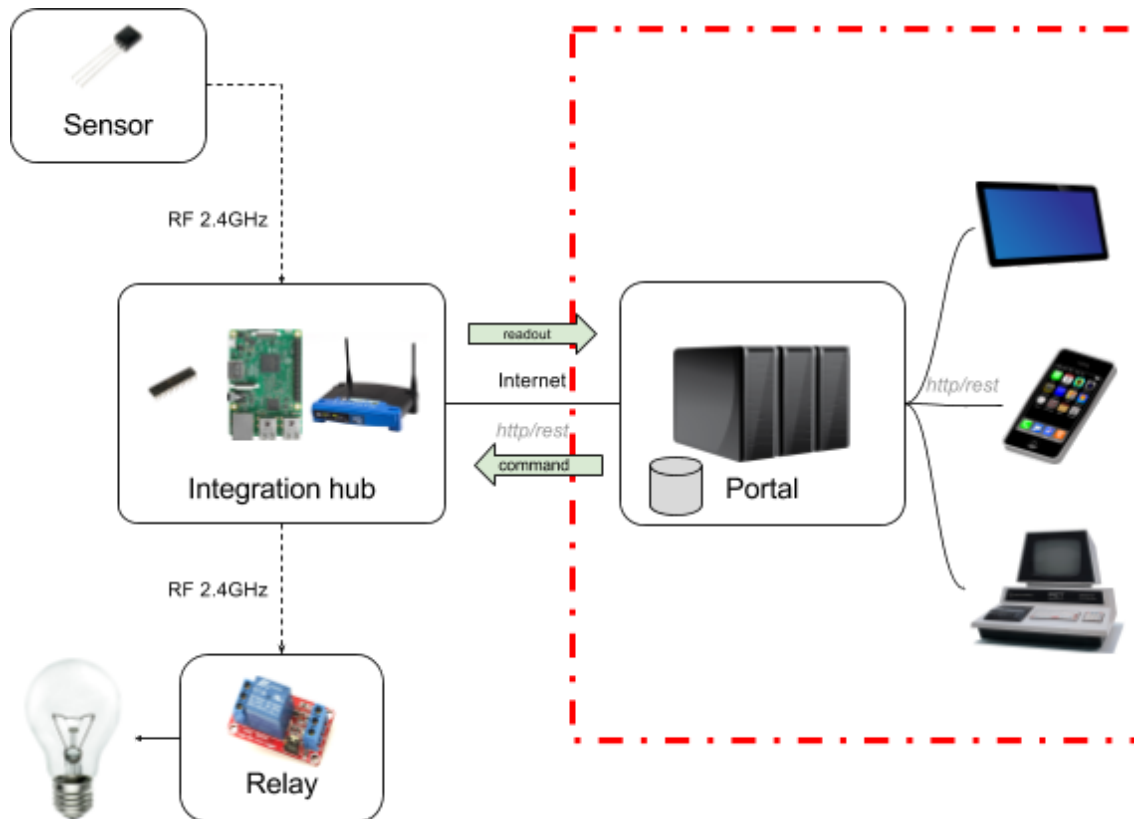 Sensor
RF 2.4GHz
readout
Internet
http/rest
http/rest
command
Integration hub
Portal
RF 2.4GHz
Relay